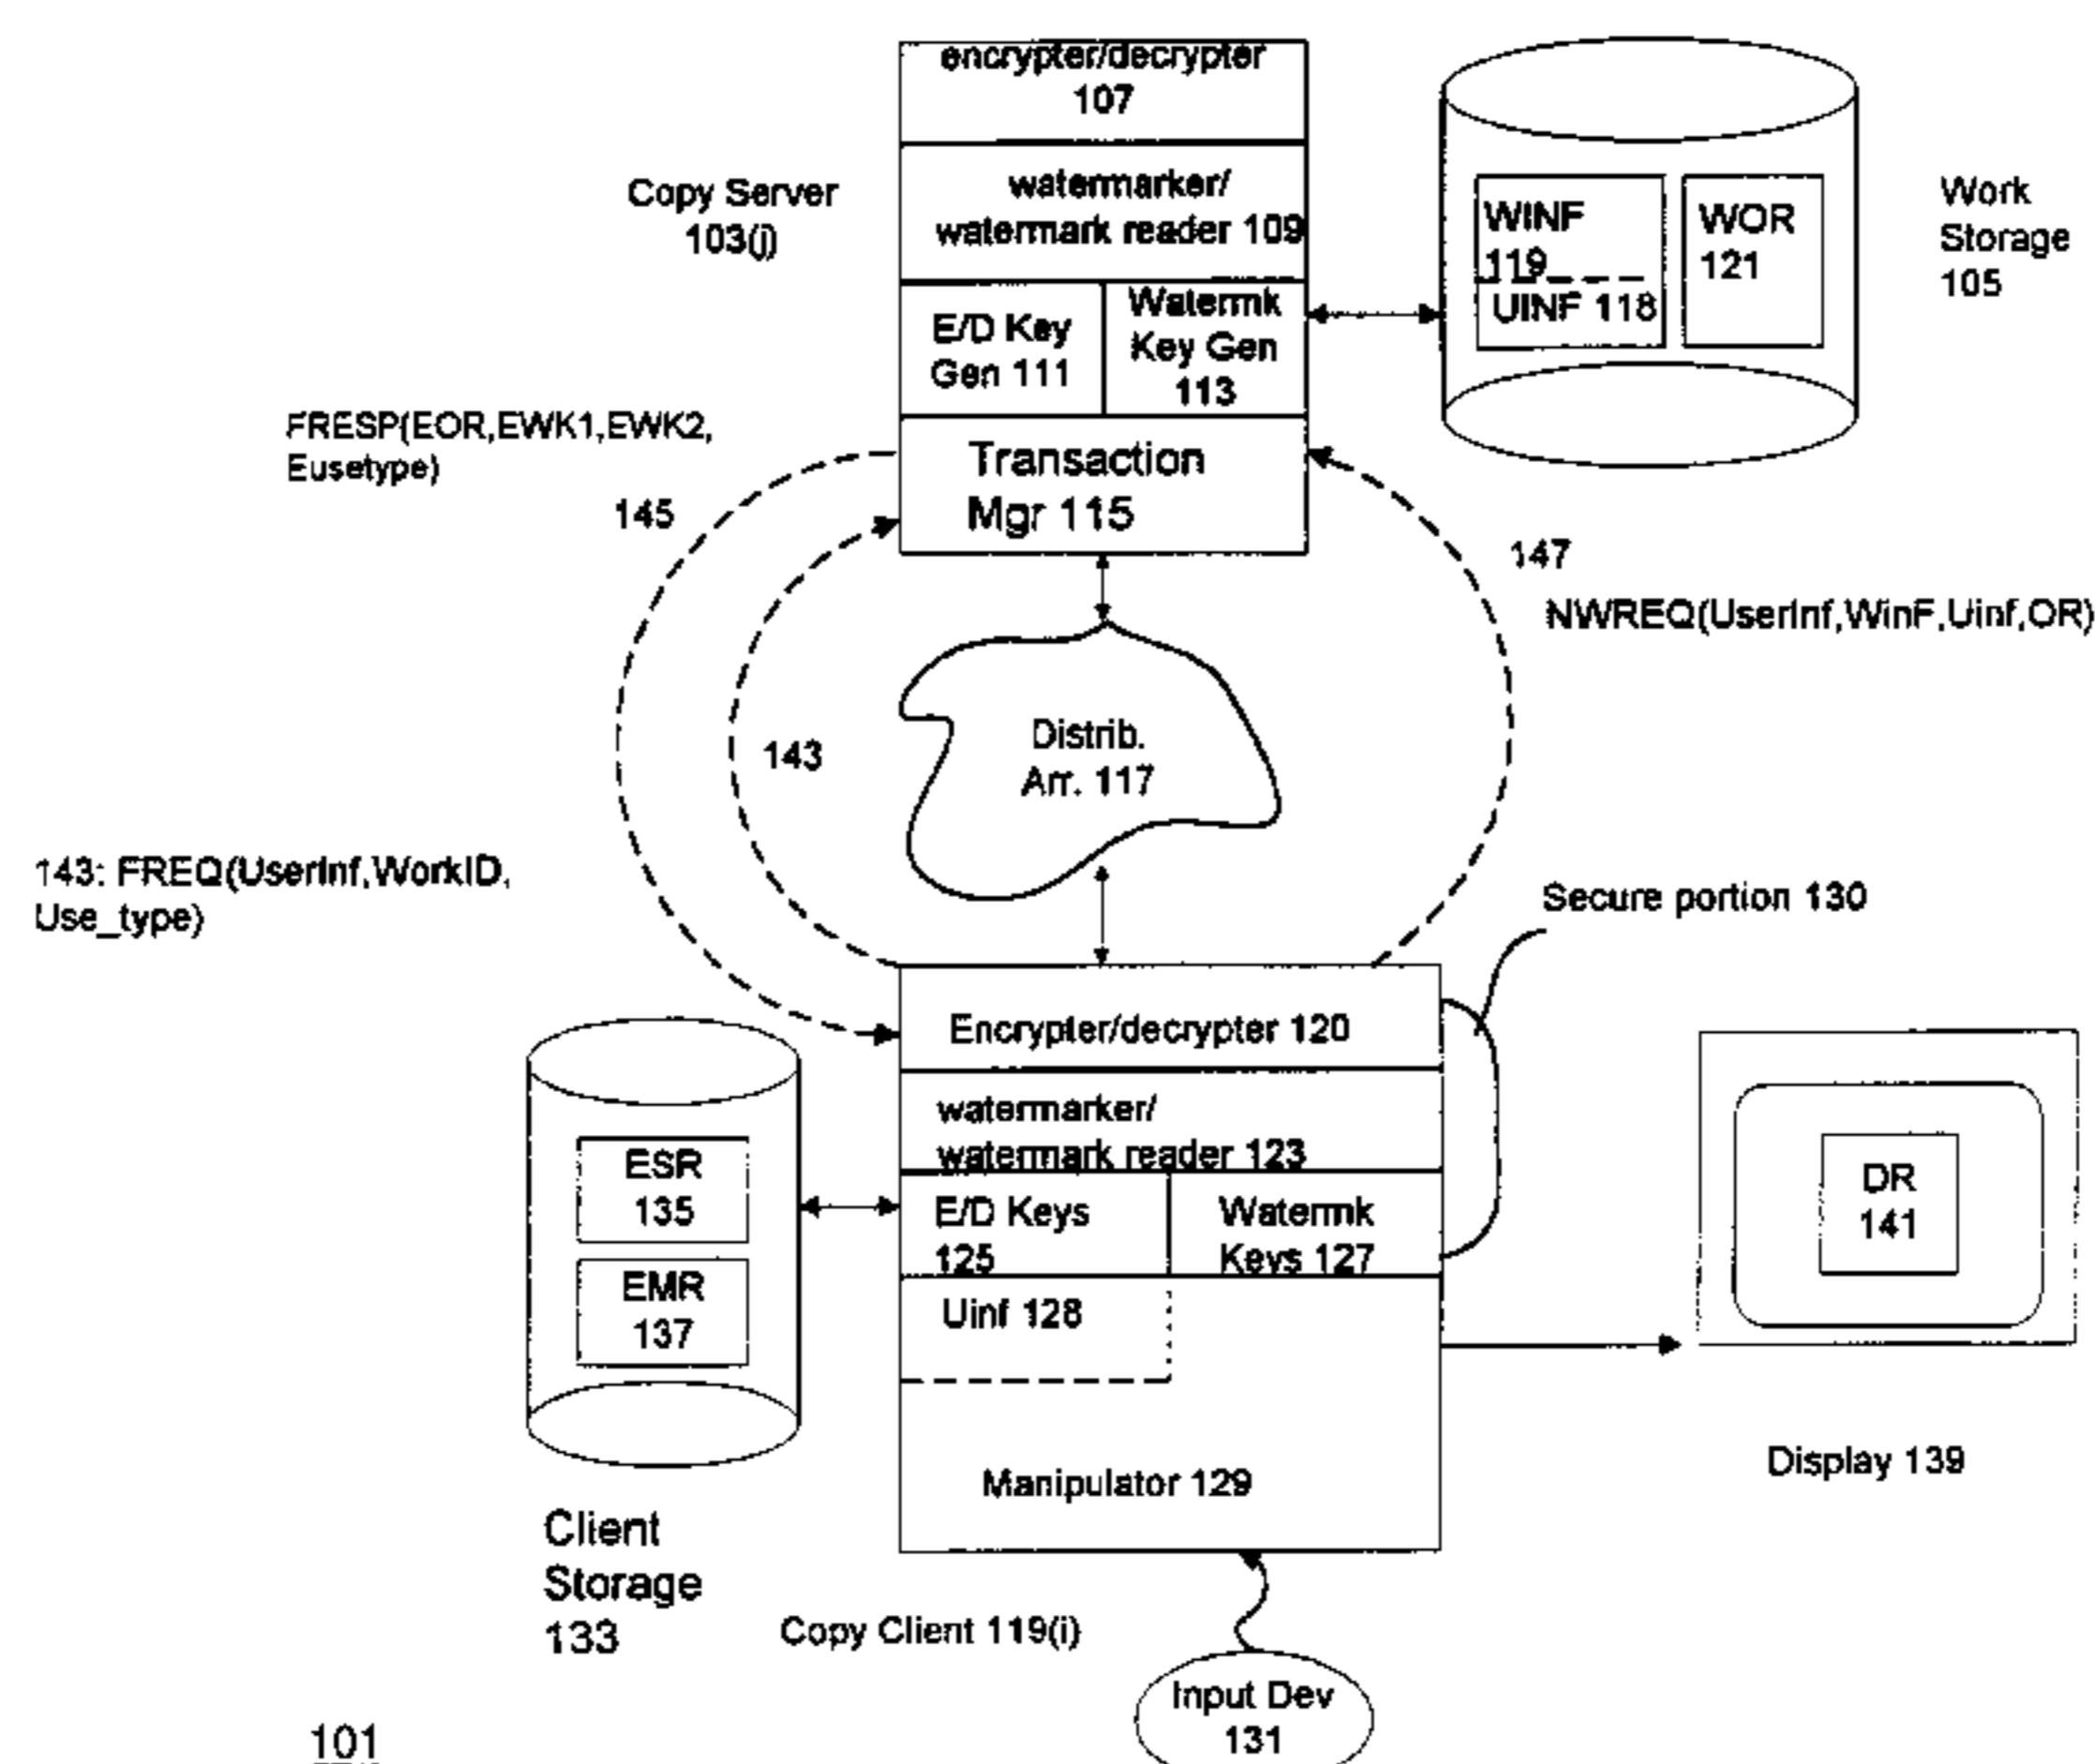 encrypter/decrypter
107
watermarker/
watermark reader 109
Copy Server
103(j)
E/D Key
Gen 111
Watermk
Key Gen
113
Transaction
Mgr 115
WINF
119
UINF 118
WOR
121
Work
Storage
105
FRESP(EOR,EWK1,EWK2,
Eusetype)
145
147
NWREQ(UserInf,WinF,Uinf,OR)
143
Distrib.
Arr. 117
143: FREQ(UserInf,WorkID,
Use_type)
Secure portion 130
Encrypter/decrypter 120
watermarker/
watermark reader 123
E/D Keys
125
Watermk
Keys 127
Uinf 128
Manipulator 129
ESR
135
EMR
137
Client
Storage
133
DR
141
Display 139
Copy Client 119(i)
Input Dev
131
101